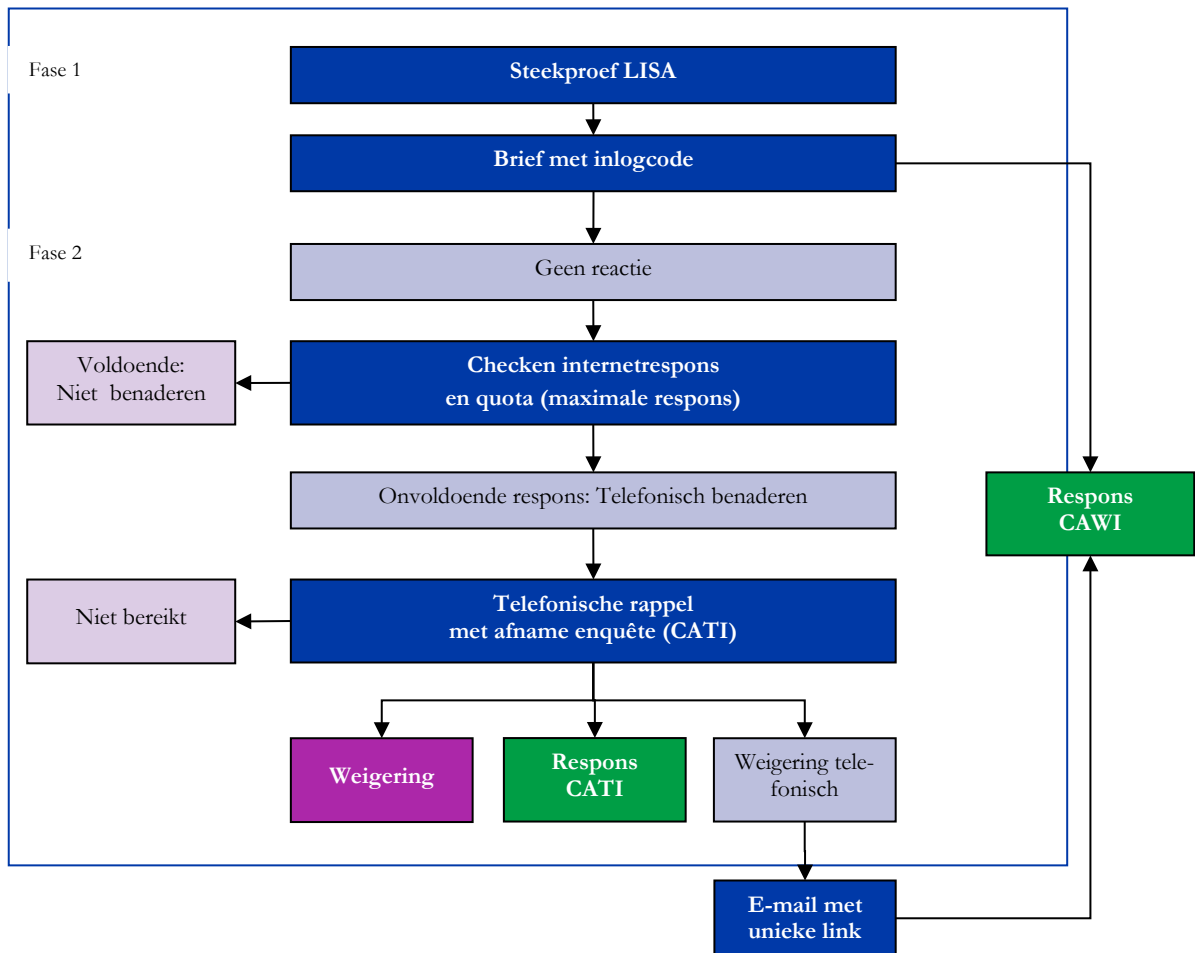 Fase 1
Steekproef LISA
Brief met inlogcode
Fase 2
Geen reactie
Voldoende:
Niet benaderen
Checken internetrespons
en quota (maximale respons)
Onvoldoende respons: Telefonisch benaderen
Respons
CAWI
Niet bereikt
Telefonische rappel
met afname enquête (CATI)
Weigering
Respons
CATI
Weigering tele-
fonisch
E-mail met
unieke link